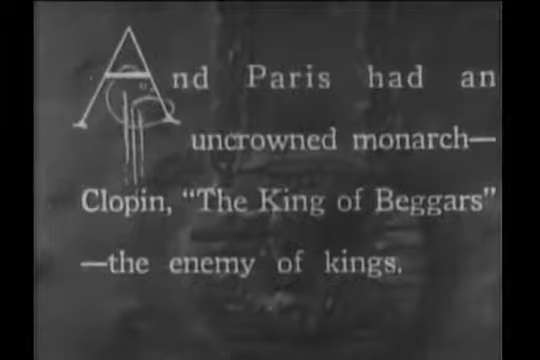 And Paris had an
uncrowned monarch—
Clopin, "The King of Beggars"
—the enemy of kings.